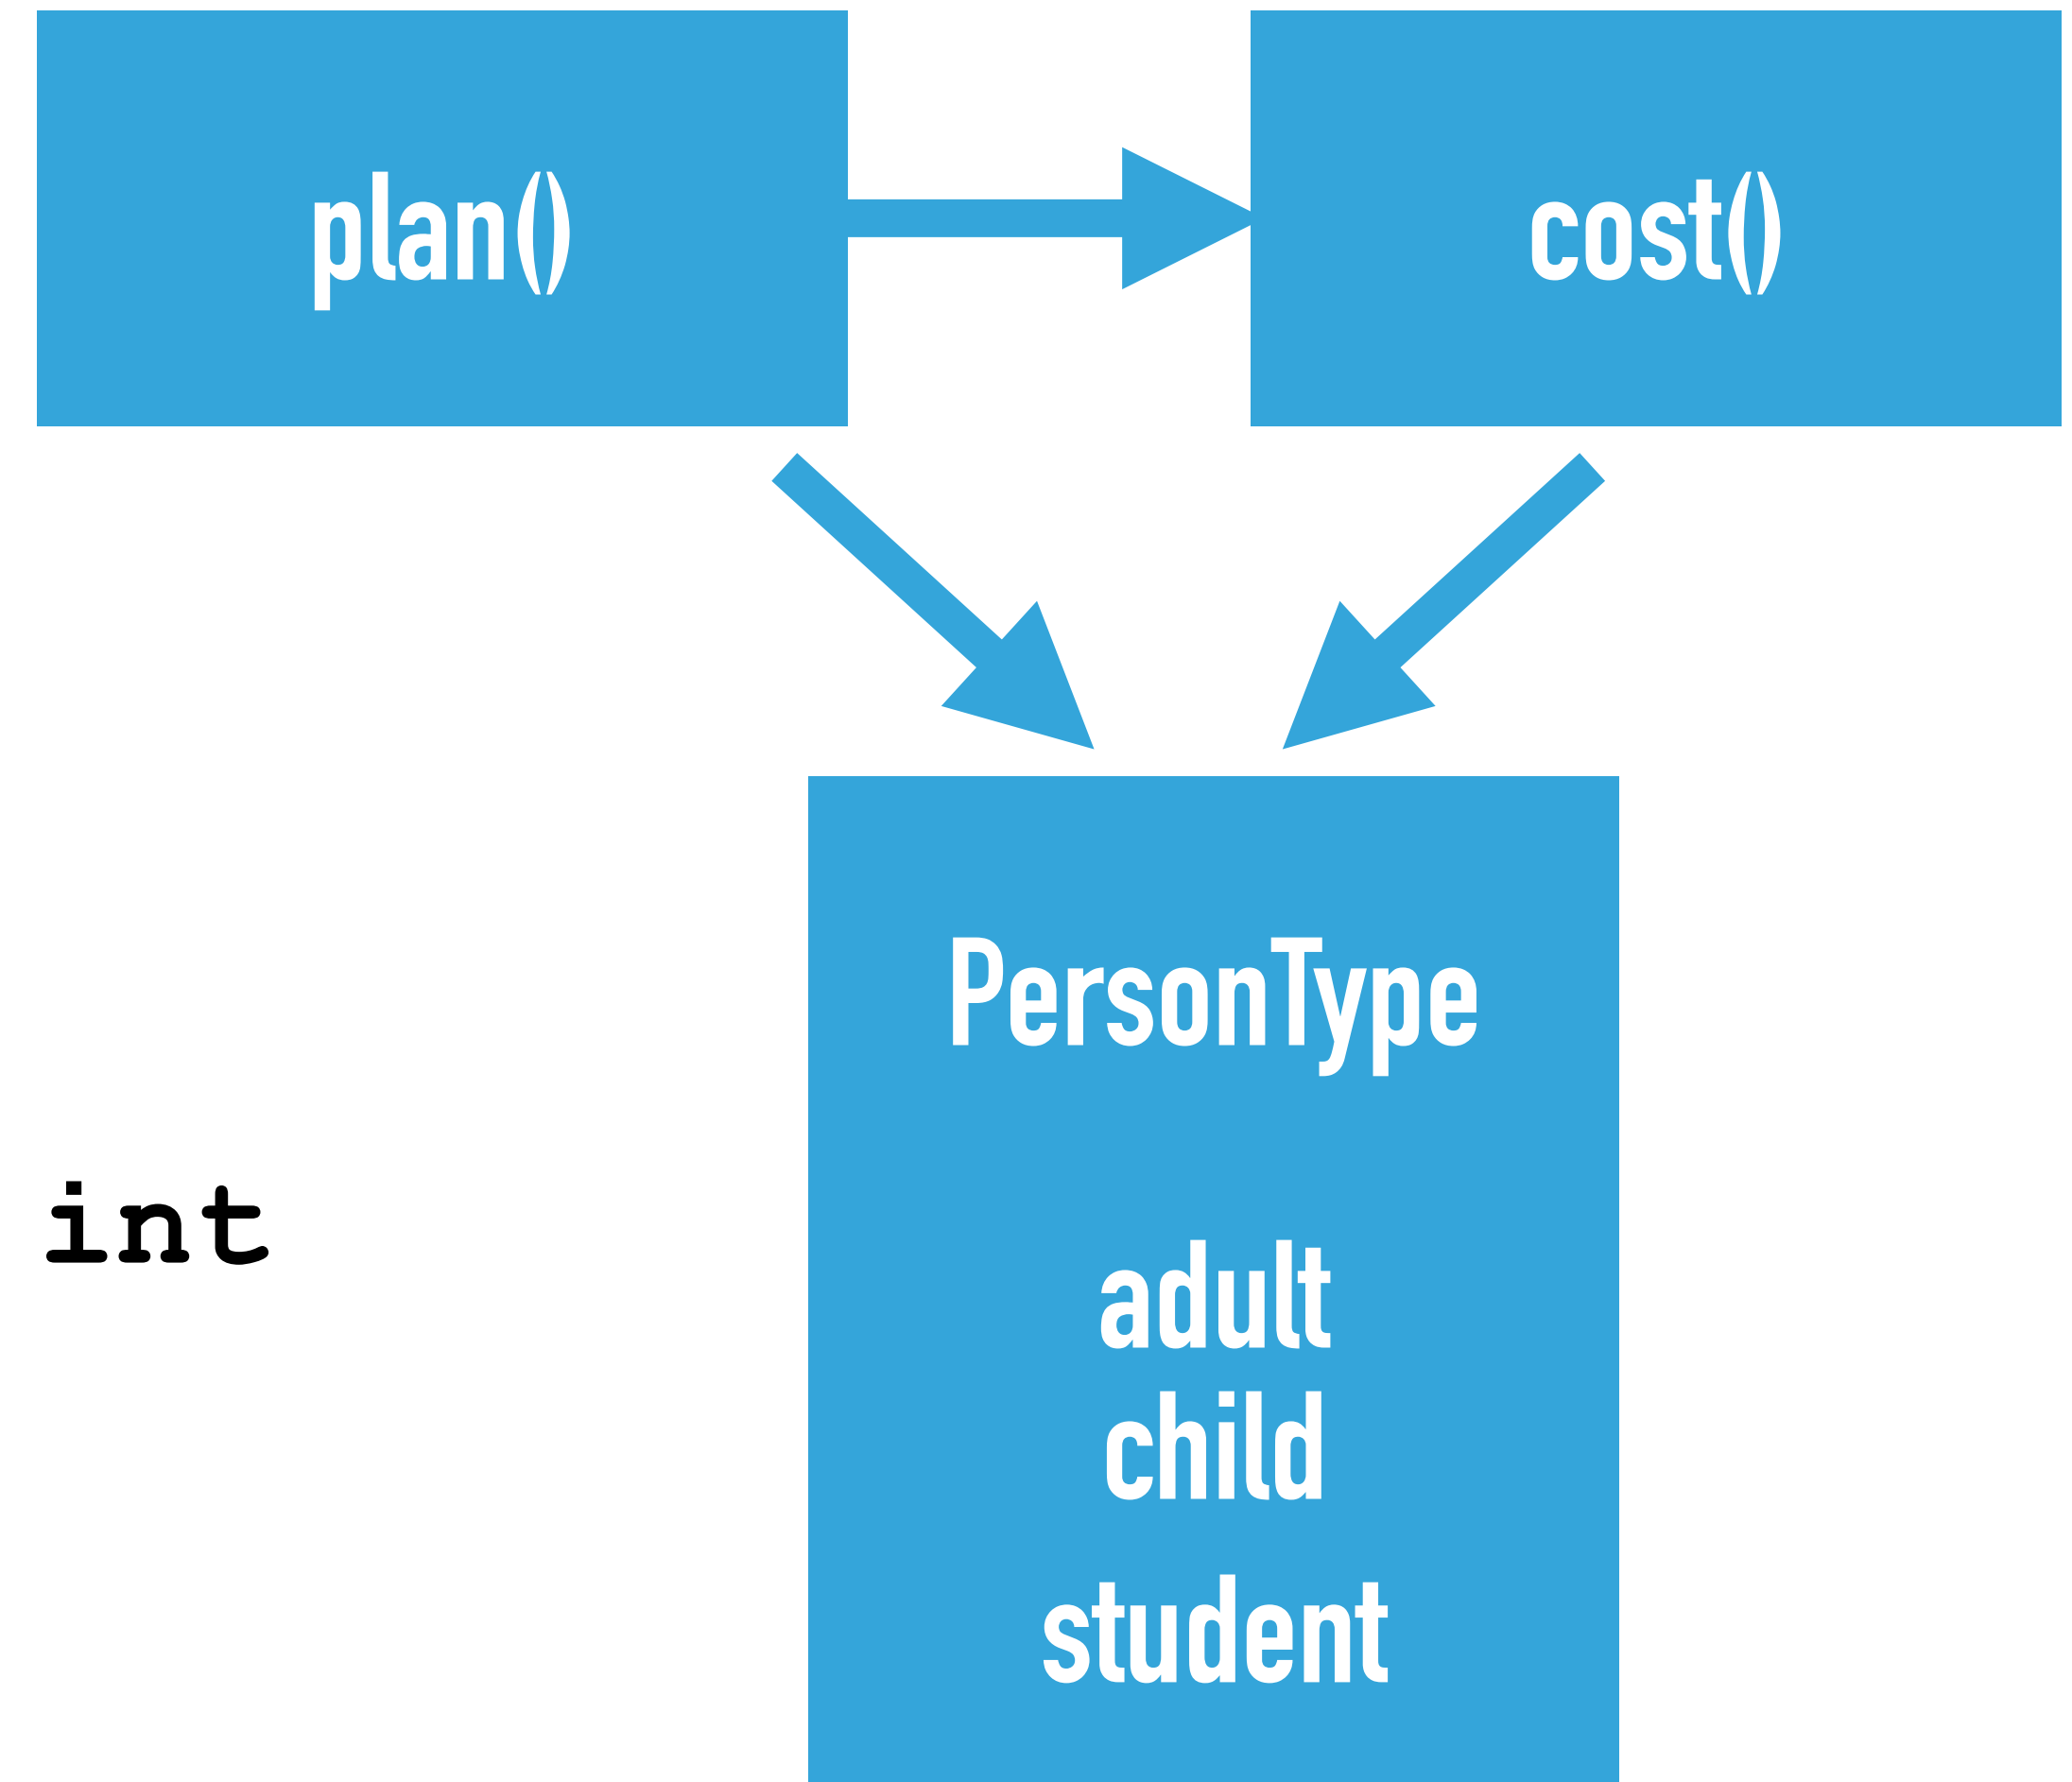 plan()
cost()
PersonType
int
adult
child
student